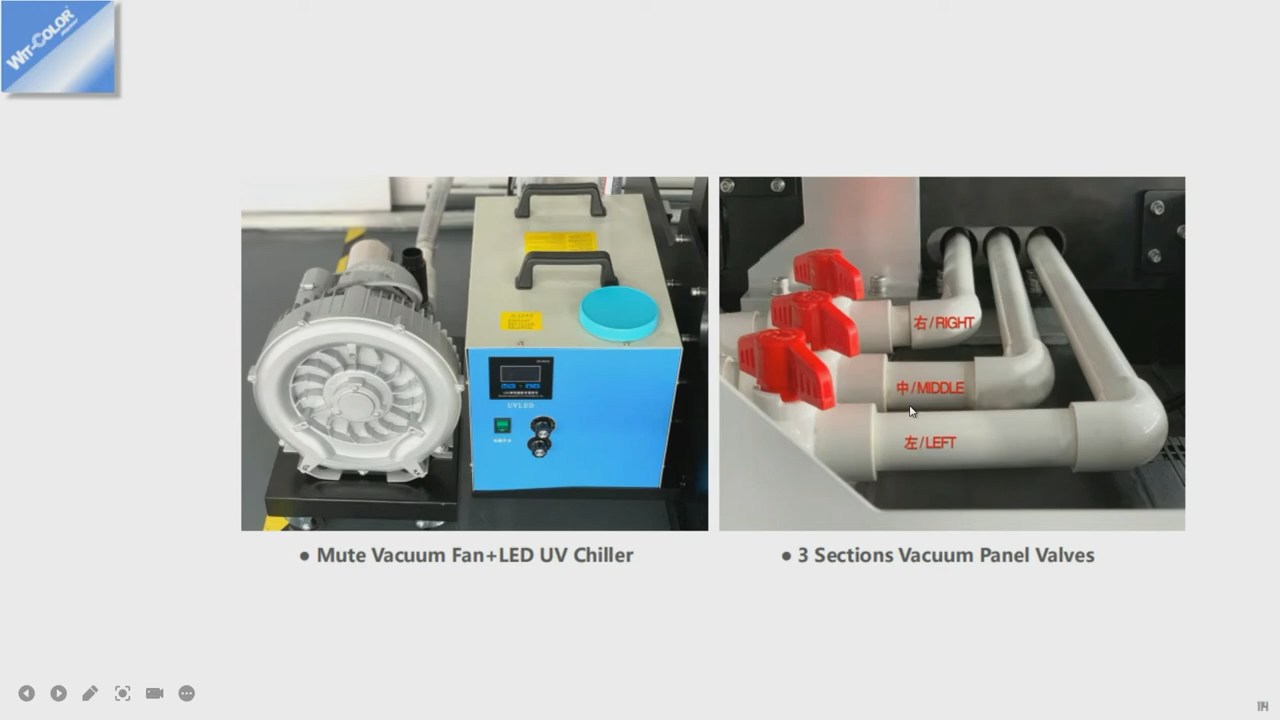 WIT-COLOR
右/RIGHT
中/MIDDLE
左/LEFT
UVLED
● Mute Vacuum Fan+LED UV Chiller
● 3 Sections Vacuum Panel Valves